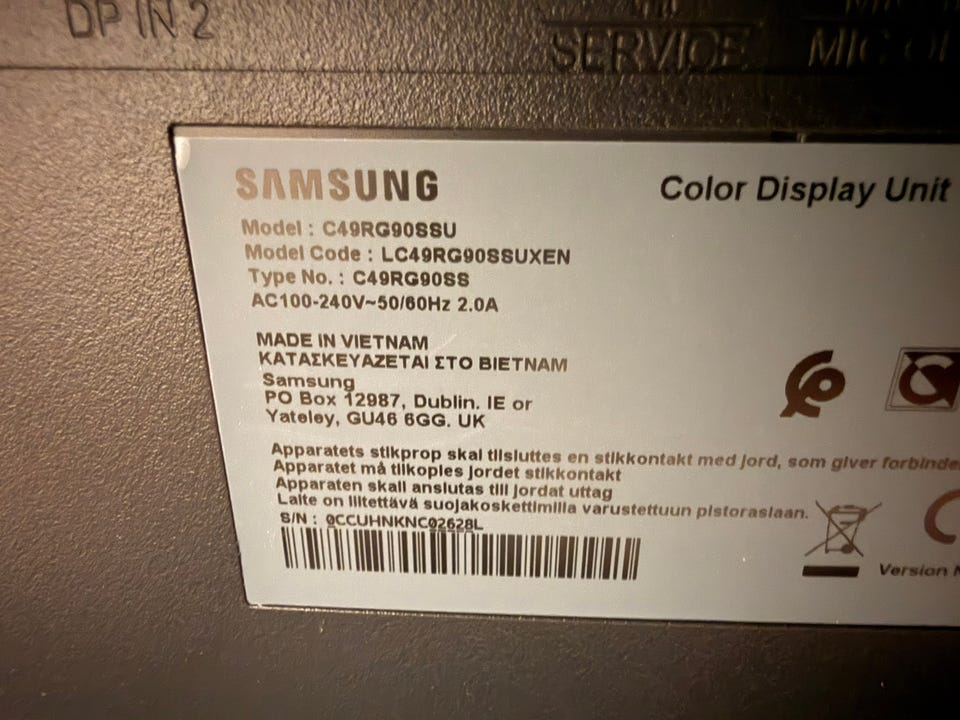 DP IN 2
SERVICE
SAMSUNG
Color Display Unit
Model : C49RG90SSU
Model Code : LC49RG90SSUXEN
Type No. : C49RG90SS
AC100-240V~50/60Hz 2.0A
MADE IN VIETNAM
ΚΑΤΑΣΚΕΥΑΖΕΤΑΙ ΣΤΟ ΒΙΕΤΝΑΜ
Samsung
PO Box 12987, Dublin. IE or
Yateley, GU46 6GG. UK
Apparatets stikprop skal tilsluttes en stikkontakt med jord, som giver forbinde
Apparatet må tilkoples jordet stikkontakt
Apparaten skall anslutas till jordat uttag
Laite on liitettävä suojakoskettimilla varustettuun pistorasiaan.
S/N : 0CCUHNKNC02628L
Version